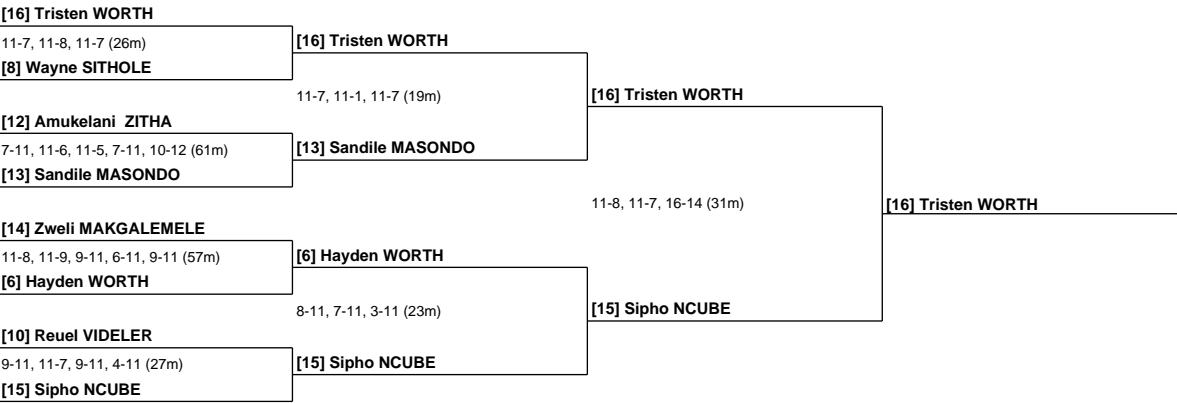 [16] Tristen WORTH
11-7, 11-8, 11-7 (26m)
[16] Tristen WORTH
[8] Wayne SITHOLE
11-7, 11-1, 11-7 (19m)
[16] Tristen WORTH
[12] Amukelani ZITHA
7-11, 11-6, 11-5, 7-11, 10-12 (61m)
[13] Sandile MASONDO
[13] Sandile MASONDO
11-8, 11-7, 16-14 (31m)
[16] Tristen WORTH
[14] Zweli MAKGALEMELE
11-8, 11-9, 9-11, 6-11, 9-11 (57m)
[6] Hayden WORTH
[6] Hayden WORTH
8-11, 7-11, 3-11 (23m)
[15] Sipho NCUBE
[10] Reuel VIDELER
9-11, 11-7, 9-11, 4-11 (27m)
[15] Sipho NCUBE
[15] Sipho NCUBE